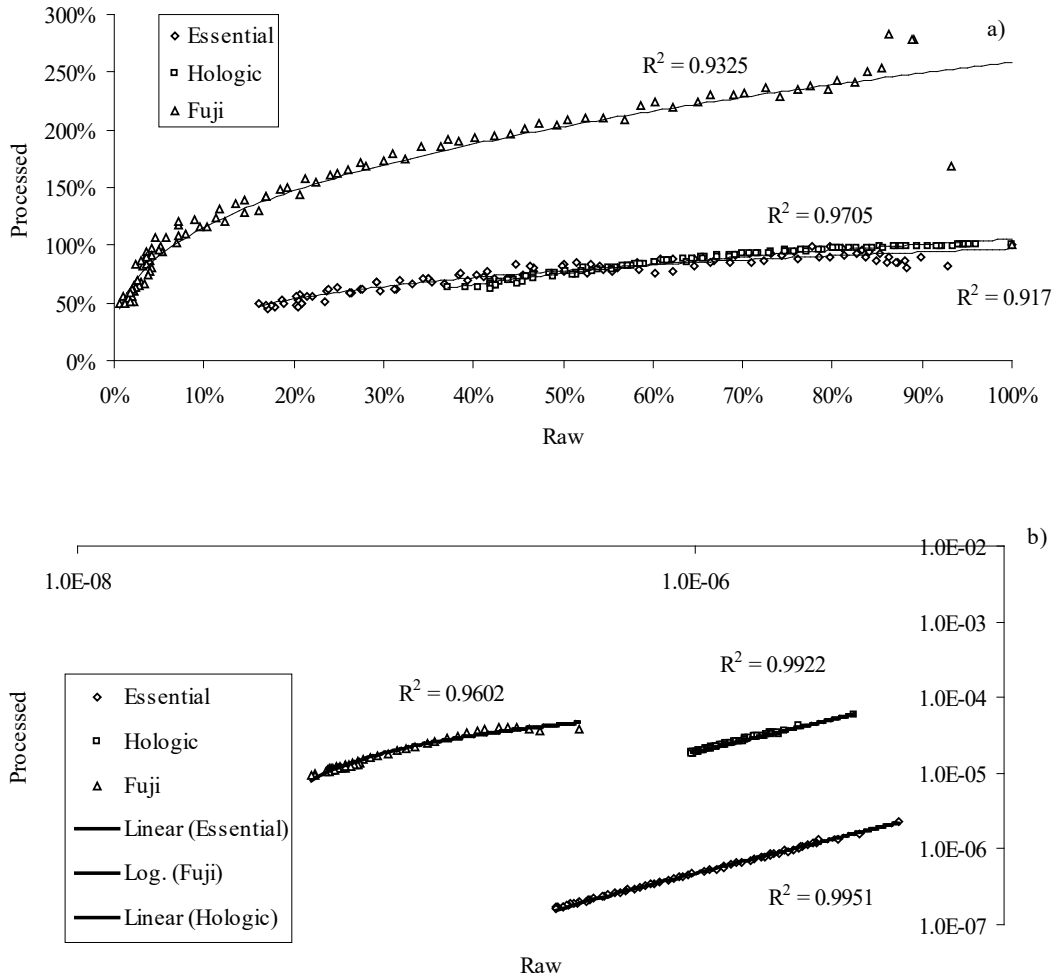 300%
250%
200%
150%
100%
50%
0%
Processed
Essential
Hologic
Fuji
a)
R² = 0.9325
R² = 0.9705
R² = 0.917
0% 10% 20% 30% 40% 50% 60% 70% 80% 90% 100%
Raw
b)
1.0E-08 1.0E-06
1.0E-02
1.0E-03
1.0E-04
1.0E-05
1.0E-06
1.0E-07
Processed
R² = 0.9602
R² = 0.9922
R² = 0.9951
Essential
Hologic
Fuji
Linear (Essential)
Log. (Fuji)
Linear (Hologic)
Raw